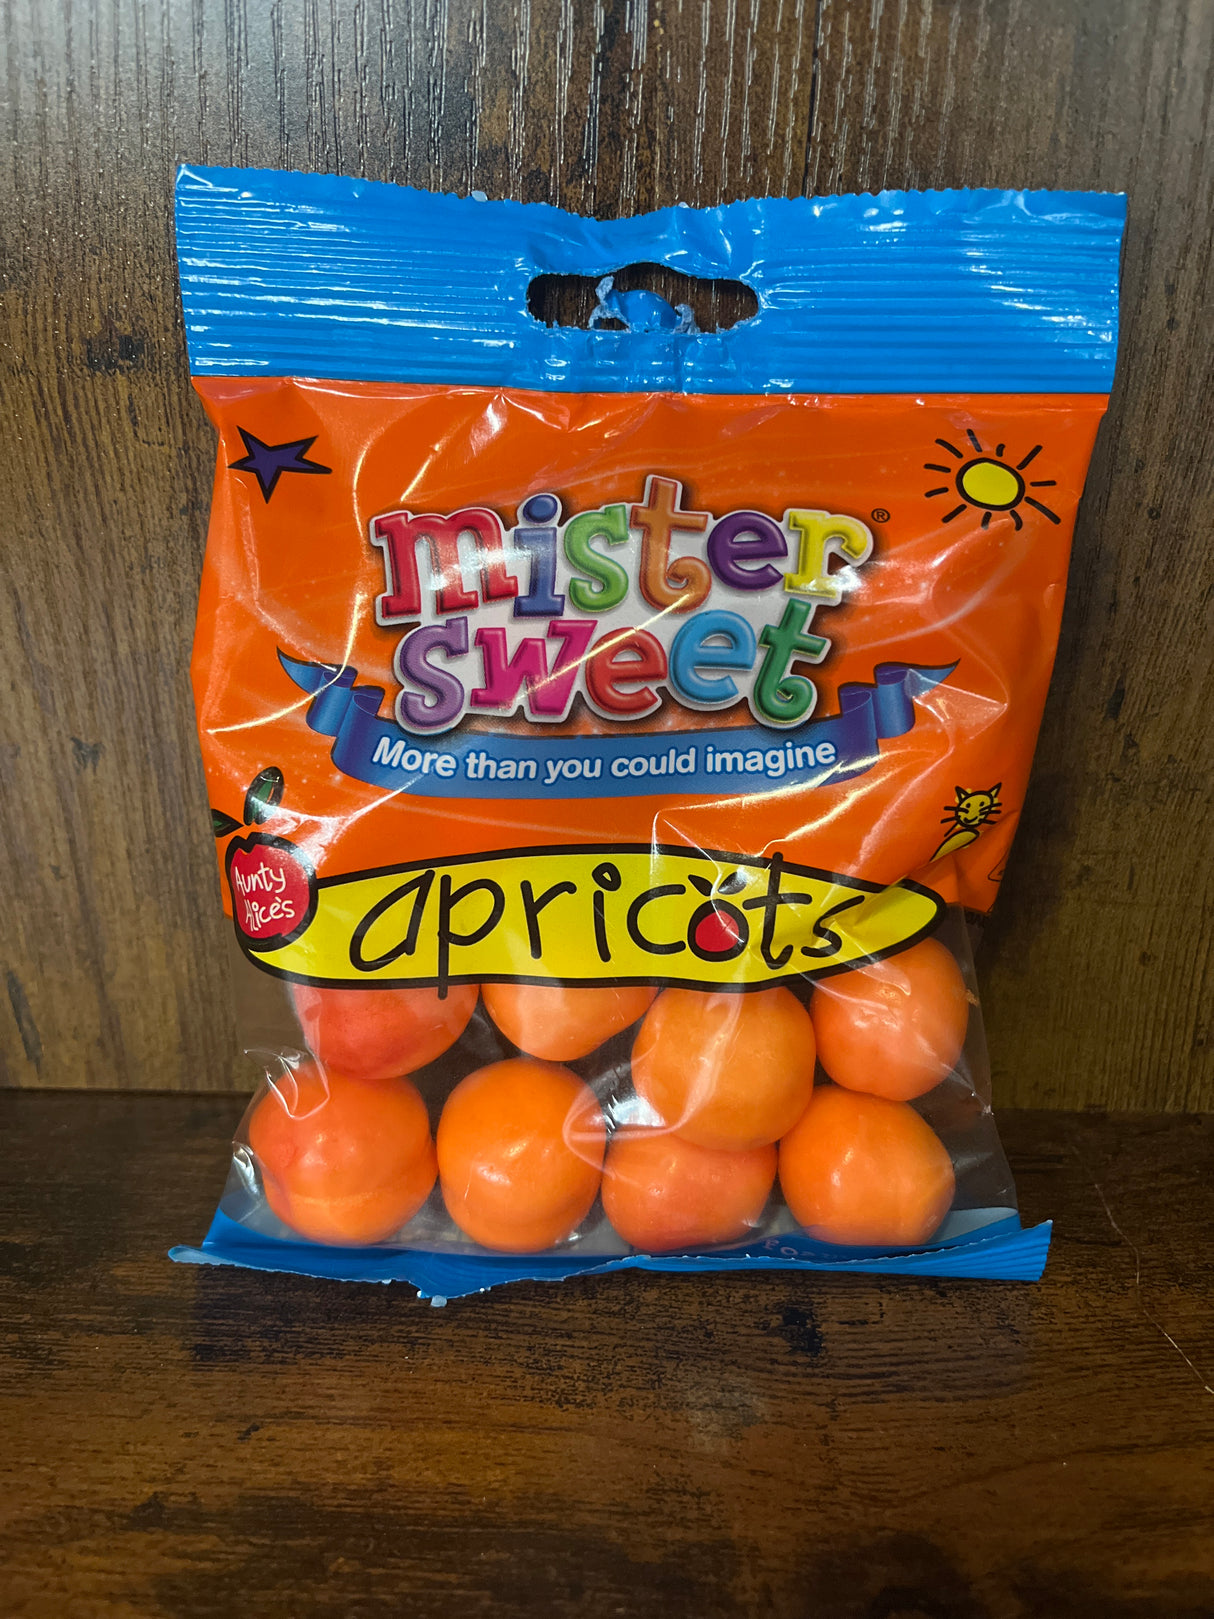 mister®
sweet
More than you could imagine
Aunty
Alice's
apricots